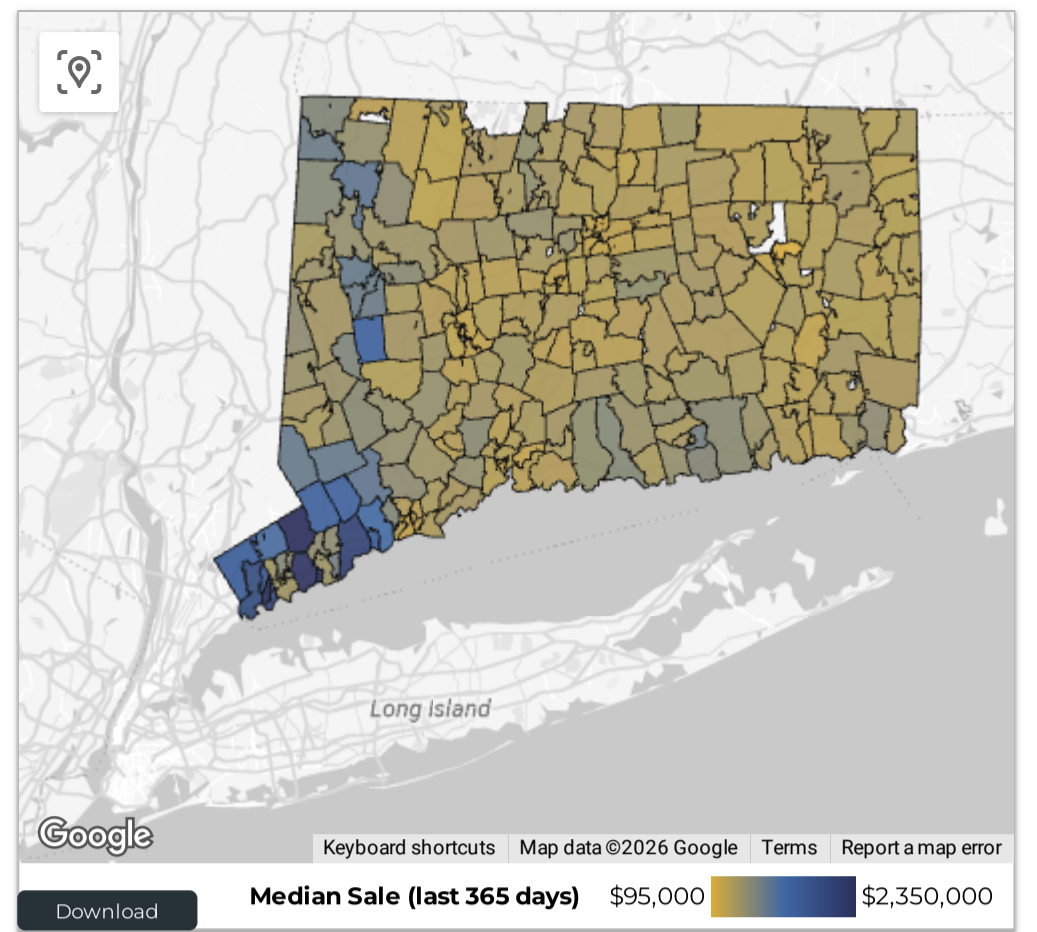 Long Island
Google
Keyboard shortcuts
Map data ©2026 Google
Terms
Report a map error
Download
Median Sale (last 365 days)
$95,000
$2,350,000